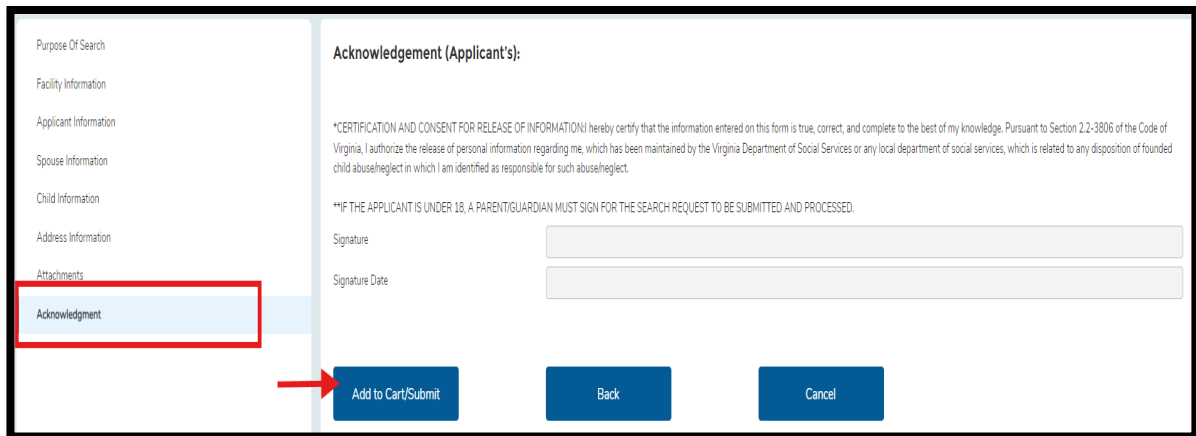 Purpose Of Search
Facility Information
Applicant Information
Spouse Information
Child Information
Address Information
Attachments
Acknowledgment
Acknowledgement (Applicant's):
*CERTIFICATION AND CONSENT FOR RELEASE OF INFORMATION:I hereby certify that the information entered on this form is true, correct, and complete to the best of my knowledge. Pursuant to Section 2.2-3806 of the Code of
Virginia, I authorize the release of personal information regarding me, which has been maintained by the Virginia Department of Social Services or any local department of social services, which is related to any disposition of founded
child abuse/neglect in which I am identified as responsible for such abuse/neglect.
**IF THE APPLICANT IS UNDER 18, A PARENT/GUARDIAN MUST SIGN FOR THE SEARCH REQUEST TO BE SUBMITTED AND PROCESSED.
Signature
Signature Date
Add to Cart/Submit
Back
Cancel